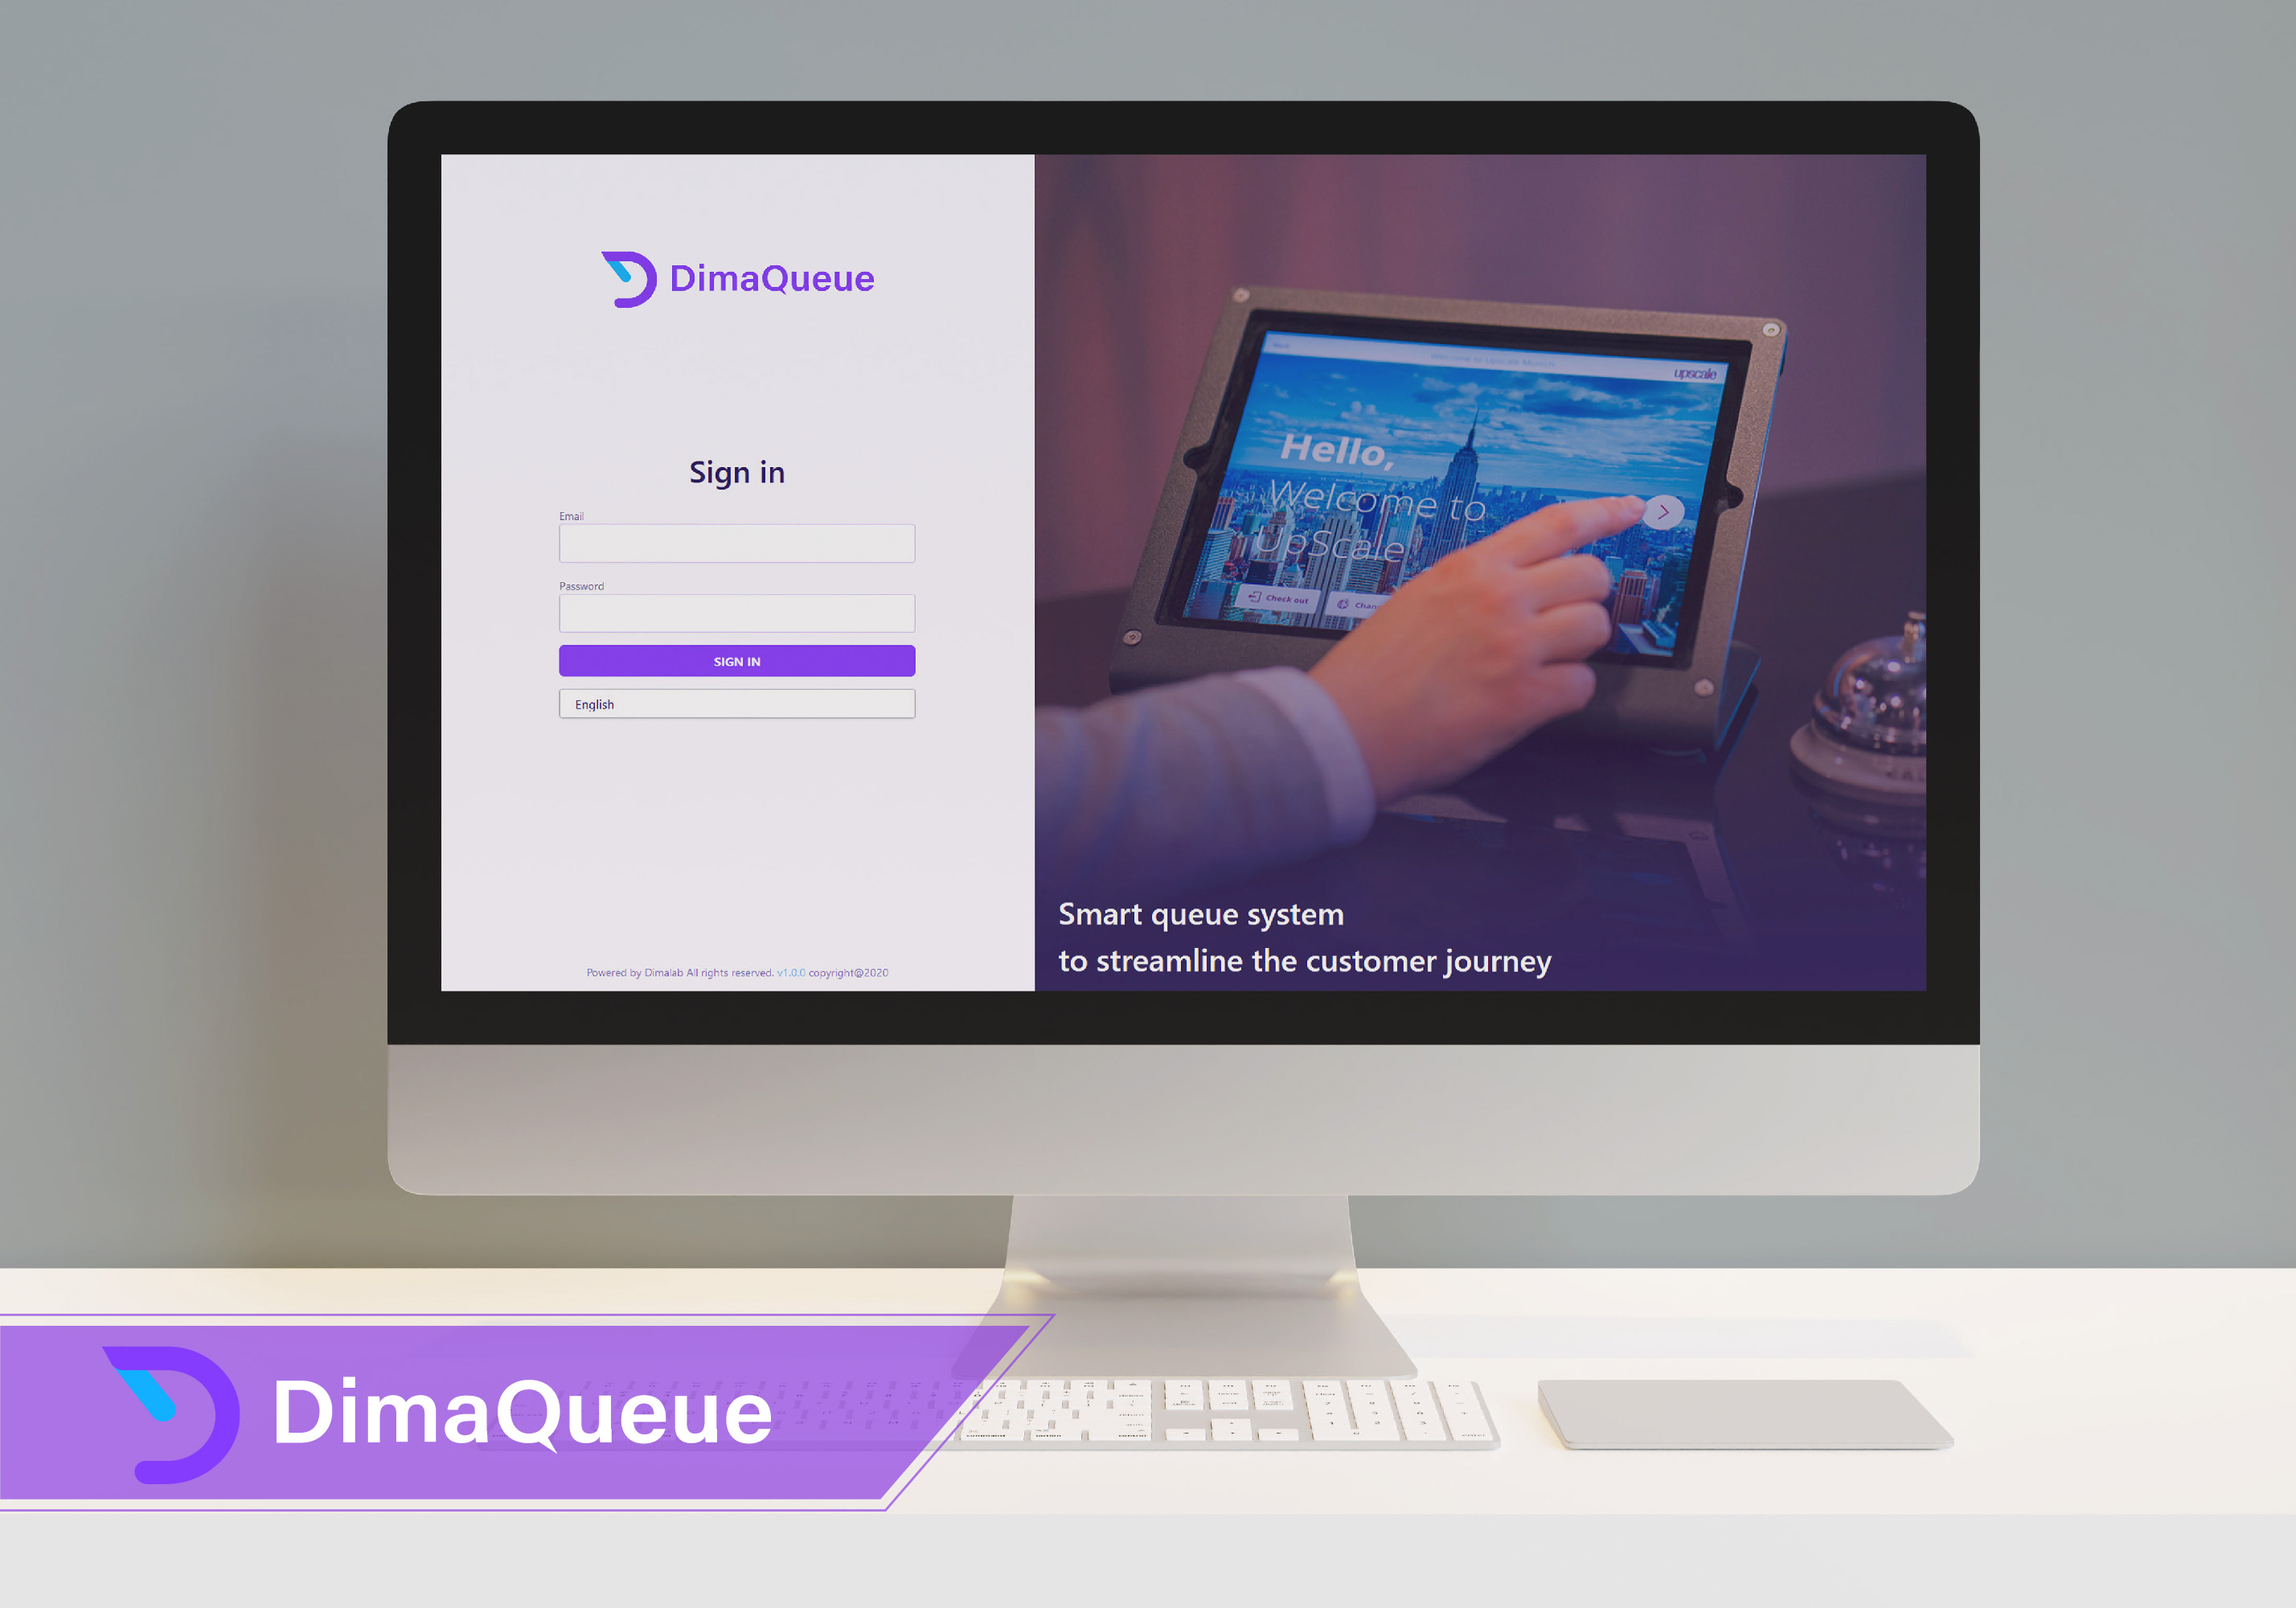 DimaQueue
Sign in
Email
Password
SIGN IN
English
Powered by Dimalab All rights reserved. v1.0.0 copyright@2020
upscale
Hello,
Welcome to
UpScale
Check out
Smart queue system
to streamline the customer journey
DimaQueue